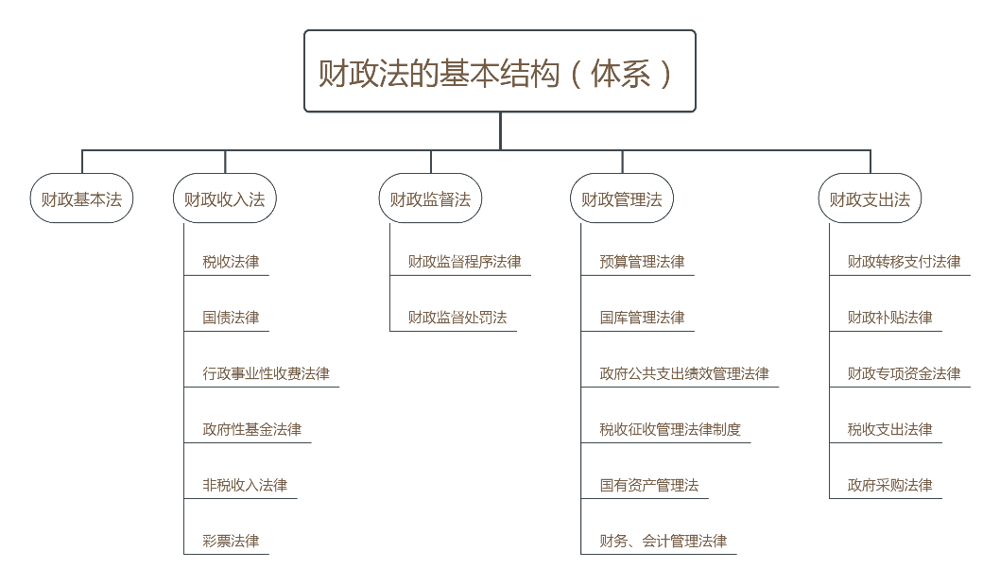 财政法的基本结构（体系）
财政基本法
财政收入法
税收法律
国债法律
行政事业性收费法律
政府性基金法律
非税收入法律
彩票法律
财政监督法
财政监督程序法律
财政监督处罚法
财政管理法
预算管理法律
国库管理法律
政府公共支出绩效管理法律
税收征收管理法律制度
国有资产管理法
财务、会计管理法律
财政支出法
财政转移支付法律
财政补贴法律
财政专项资金法律
税收支出法律
政府采购法律